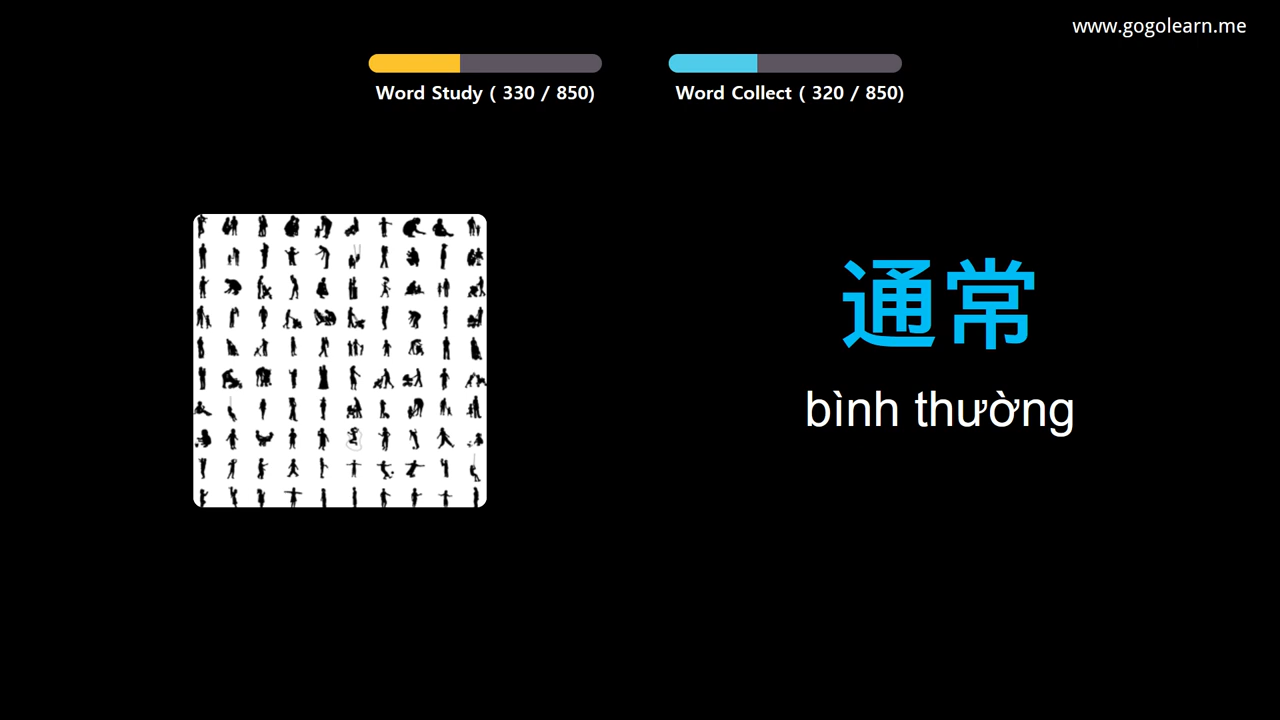 www.gogolearn.me
Word Study ( 330 / 850)
Word Collect ( 320 / 850)
通常
bình thường